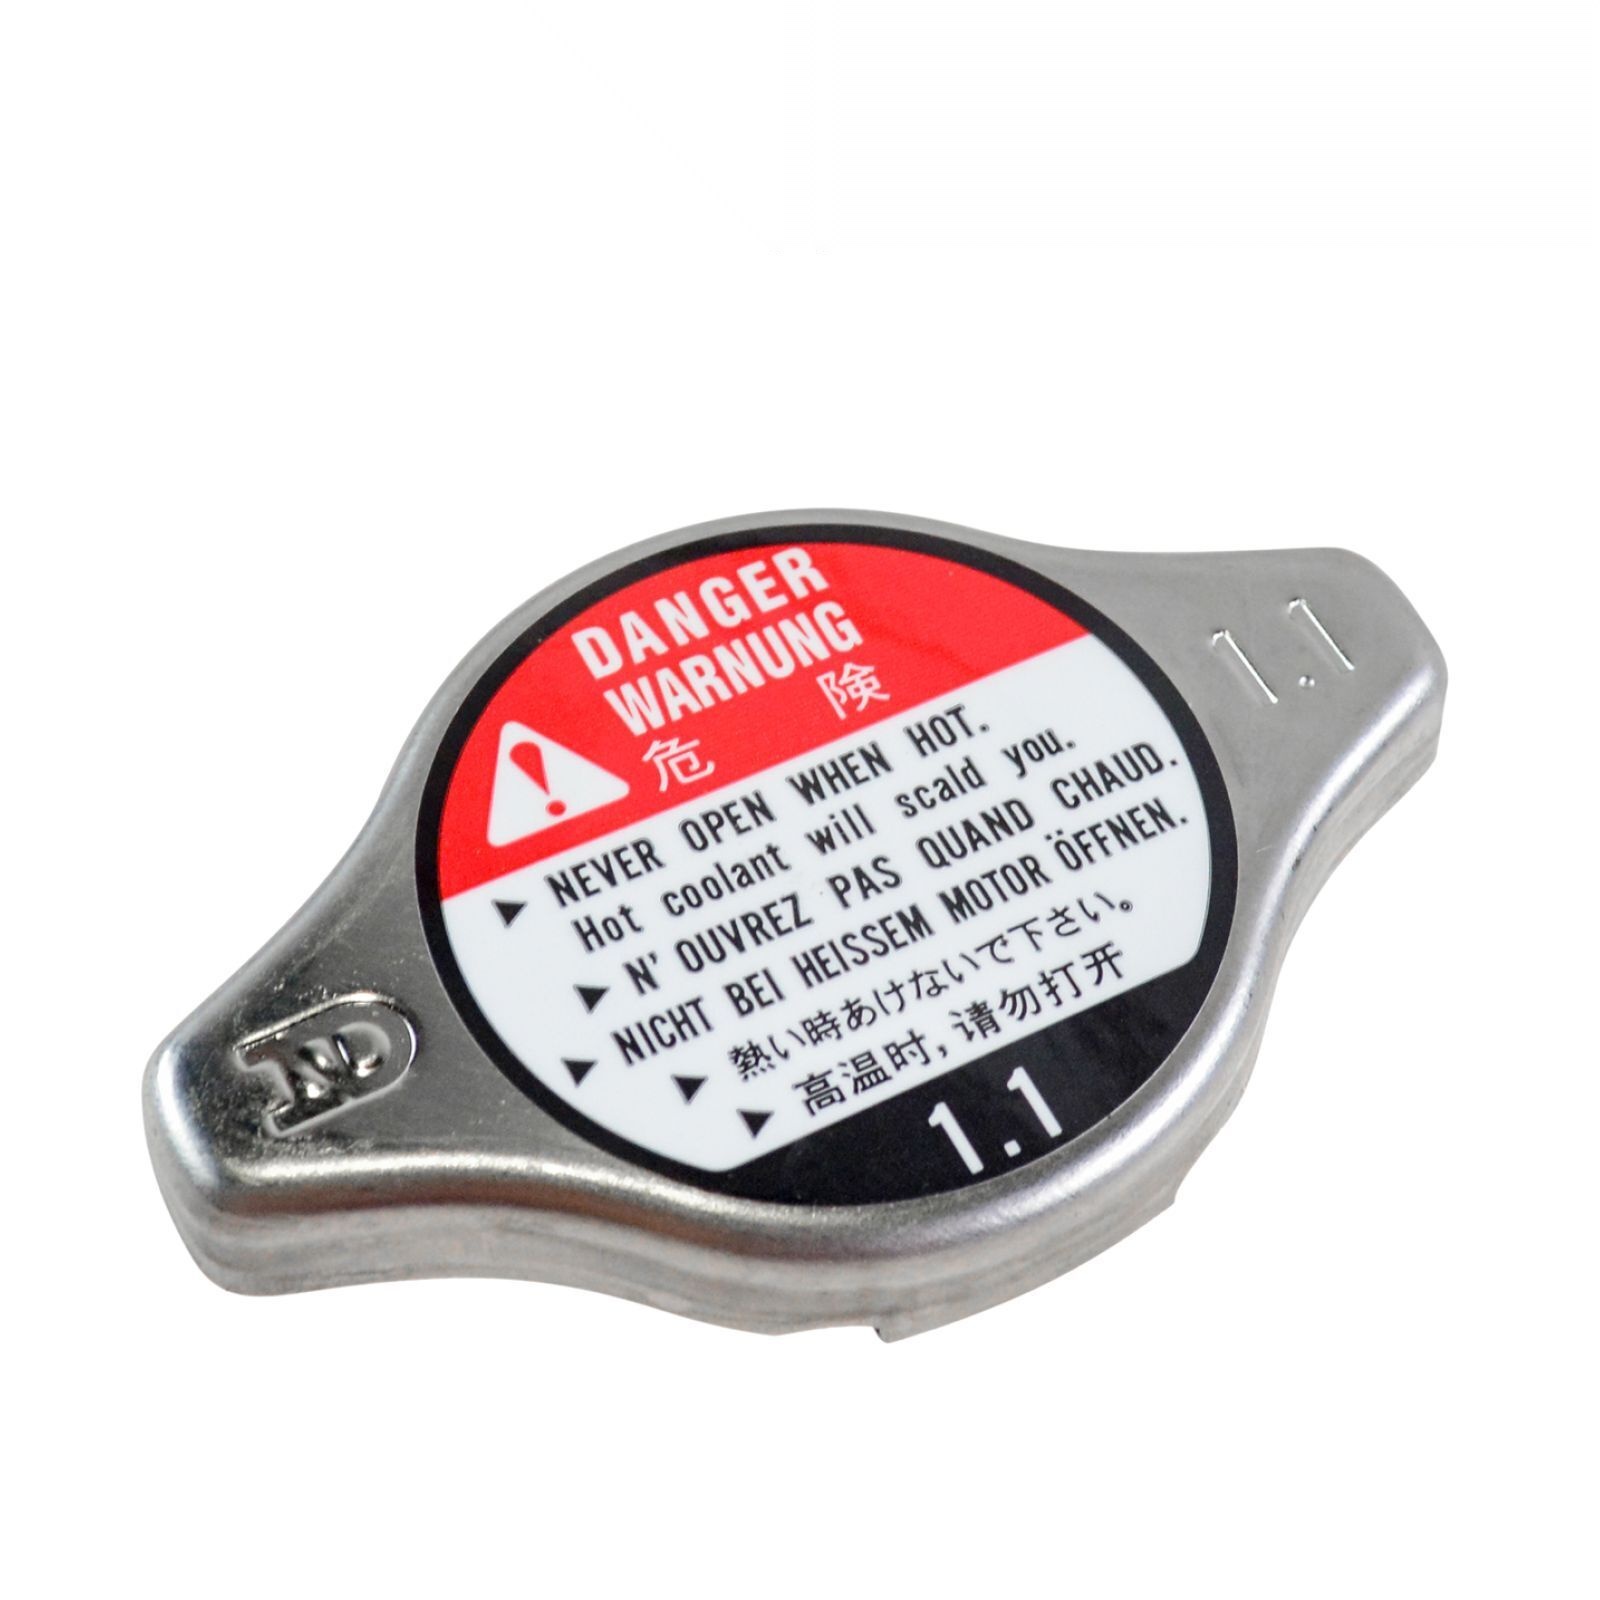 DANGER
WARNUNG
危 険
▶ NEVER OPEN WHEN HOT.
Hot coolant will scald you.
▶ N' OUVREZ PAS QUAND CHAUD.
▶ NICHT BEI HEISSEM MOTOR ÖFFNEN.
▶ 熱い時あけないで下さい。
▶ 高温时，请勿打开
1.1
1.1